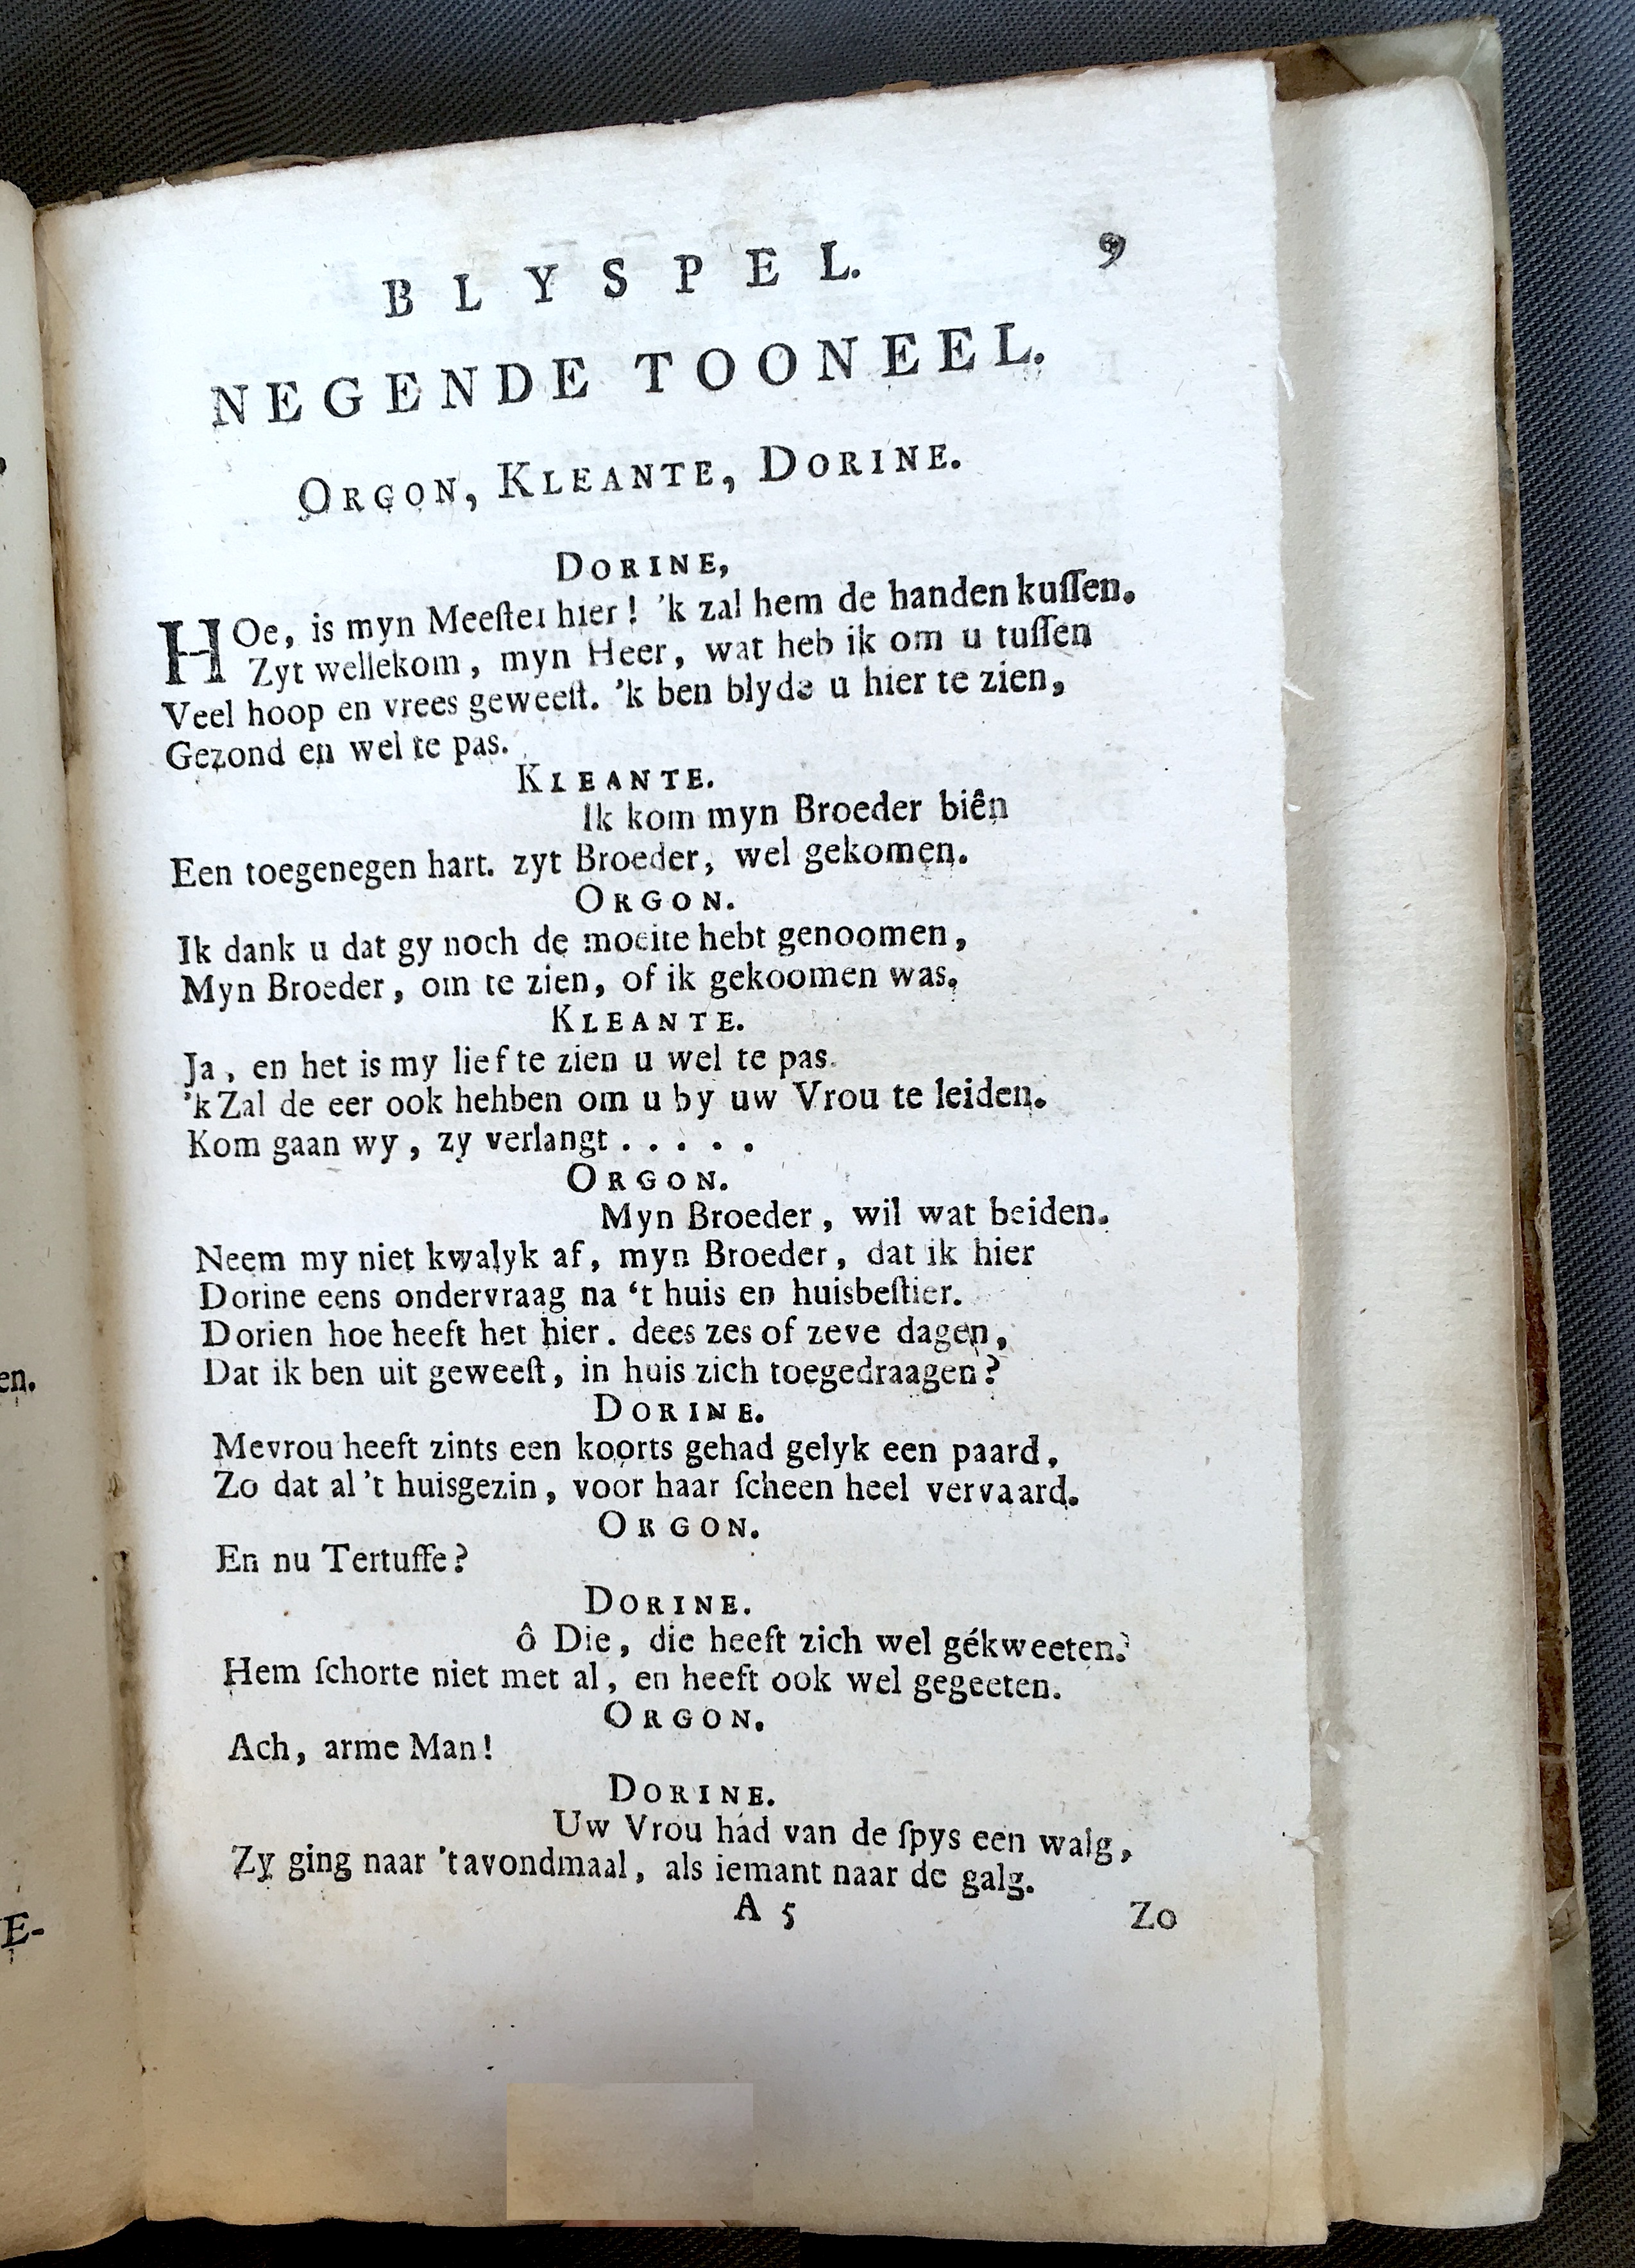 BLYSPEL. 9
NEGENDE TOONEEL.
ORGON, KLEANTE, DORINE.
DORINE,
HOe, is myn Meeſter hier! 'k zal hem de handen kuſſen.
Zyt wellekom, myn Heer, wat heb ik om u tuſſen
Veel hoop en vrees geweeſt. 'k ben blyde u hier te zien,
Gezond en wel te pas.
KLEANTE.
Ik kom myn Broeder biên
Een toegenegen hart. zyt Broeder, wel gekomen.
ORGON.
Ik dank u dat gy noch de moeite hebt genoomen,
Myn Broeder, om te zien, of ik gekoomen was.
KLEANTE.
Ja, en het is my lief te zien u wel te pas.
'k Zal de eer ook hehben om u by uw Vrou te leiden.
Kom gaan wy, zy verlangt . . . . .
ORGON.
Myn Broeder, wil wat beiden.
Neem my niet kwalyk af, myn Broeder, dat ik hier
Dorine eens ondervraag na ‘t huis en huisbeſtier.
Dorien hoe heeft het hier. dees zes of zeve dagen,
Dat ik ben uit geweeſt, in huis zich toegedraagen?
DORINE.
Mevrou heeft zints een koorts gehad gelyk een paard,
Zo dat al 't huisgezin, voor haar ſcheen heel vervaard.
ORGON.
En nu Tertuffe?
DORINE.
ô Die, die heeft zich wel gékweeten.
Hem ſchorte niet met al, en heeft ook wel gegeeten.
ORGON.
Ach, arme Man!
DORINE.
Uw Vrou hád van de ſpys een walg,
Zy ging naar 't avondmaal, als iemant naar de galg.
A 5 Zo
en.
E-